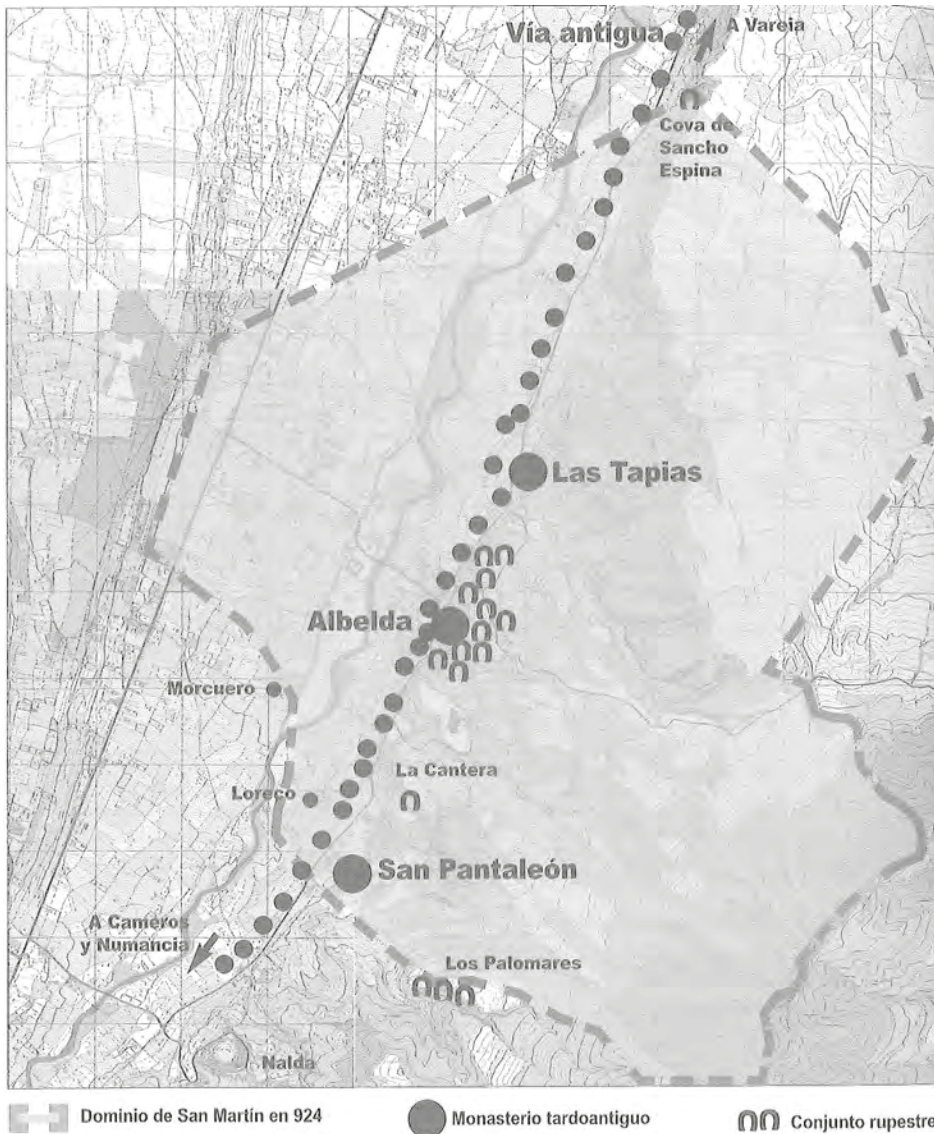 Vía antigua
A Vareia
Cova de
Sancho
Espina
Las Tapias
Albelda
Morcuero
La Cantera
Loreco
San Pantaleón
A Cameros
y Numancia
Los Palomares
Nalda
Dominio de San Martín en 924
Monasterio tardoantiguo
Conjunto rupestre